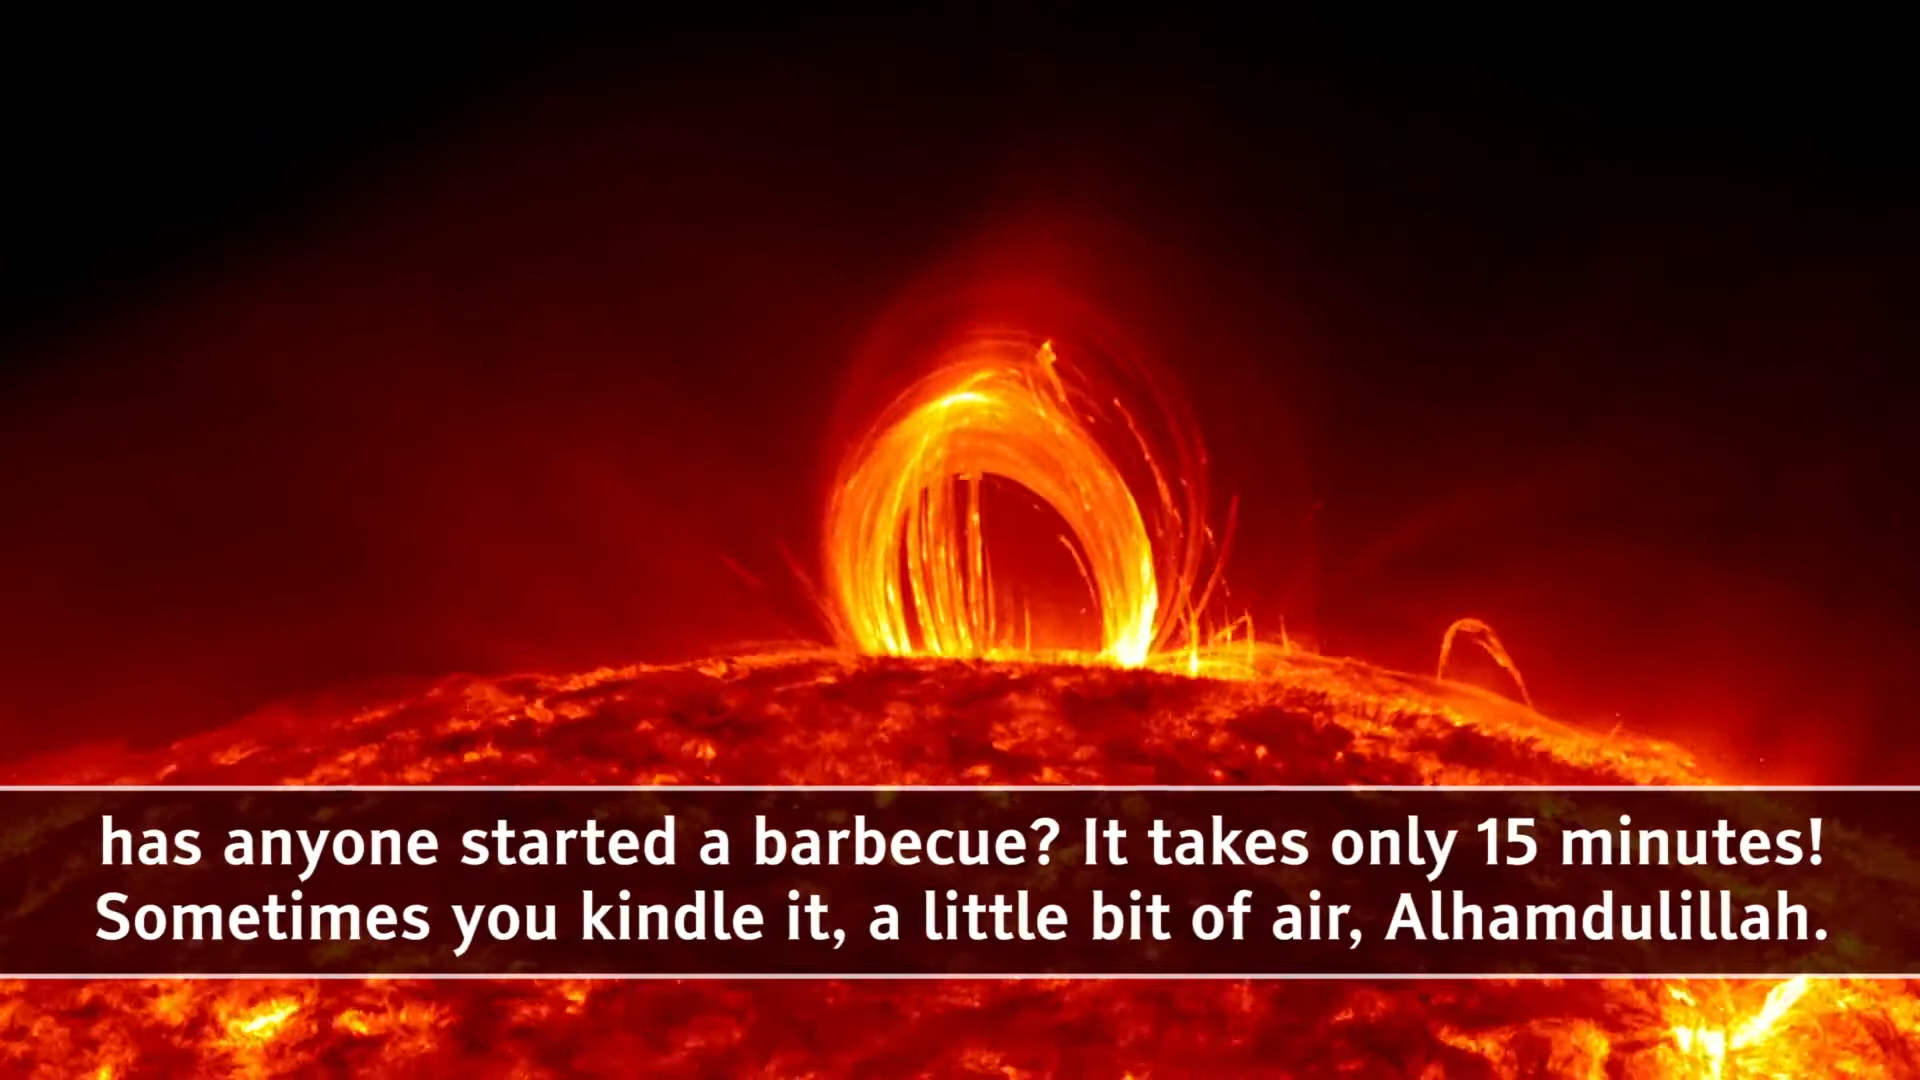 has anyone started a barbecue? It takes only 15 minutes!
Sometimes you kindle it, a little bit of air, Alhamdulillah.